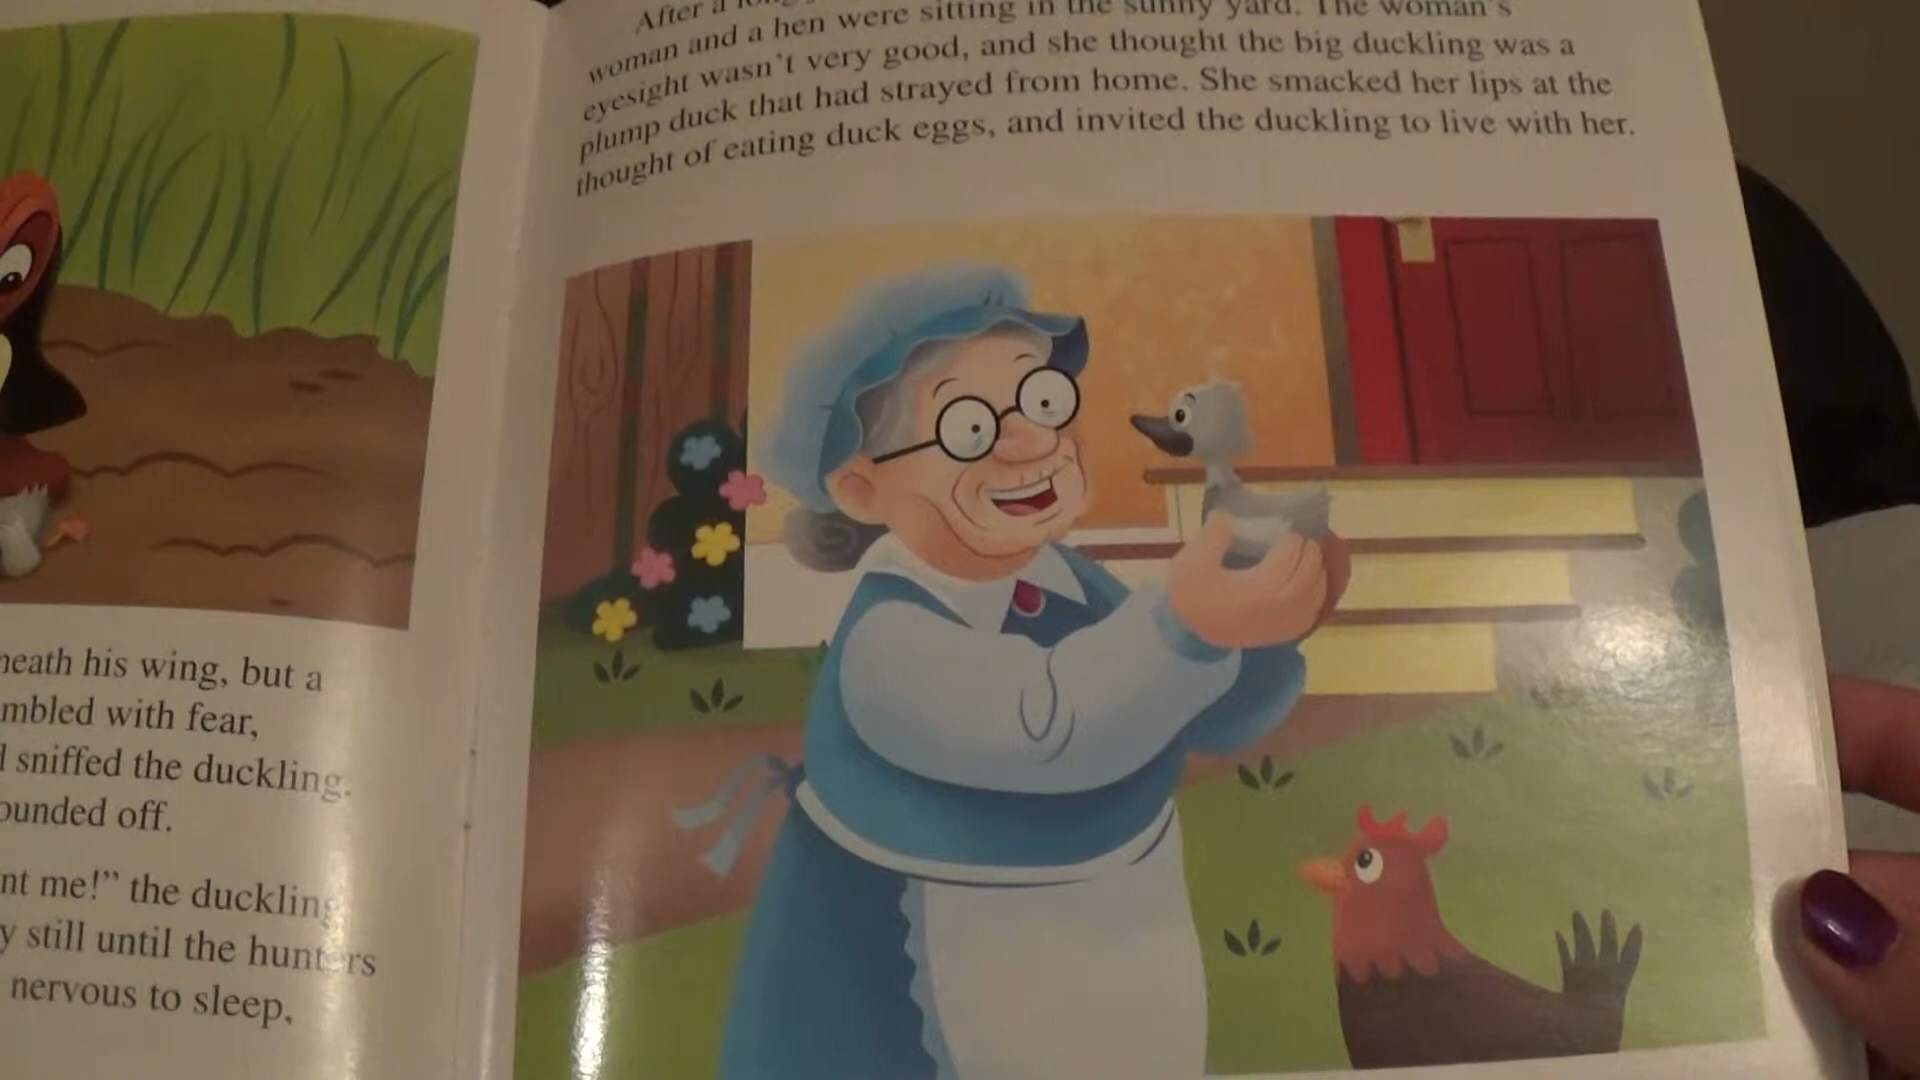 neath his wing, but a
mbled with fear,
sniffed the duckling.
ounded off.
nt me!” the duckling
y still until the hunters
nervous to sleep,
After a
woman and a hen were sitting in the sunny yard. The woman's
eyesight wasn't very good, and she thought the big duckling was a
plump duck that had strayed from home. She smacked her lips at the
thought of eating duck eggs, and invited the duckling to live with her.